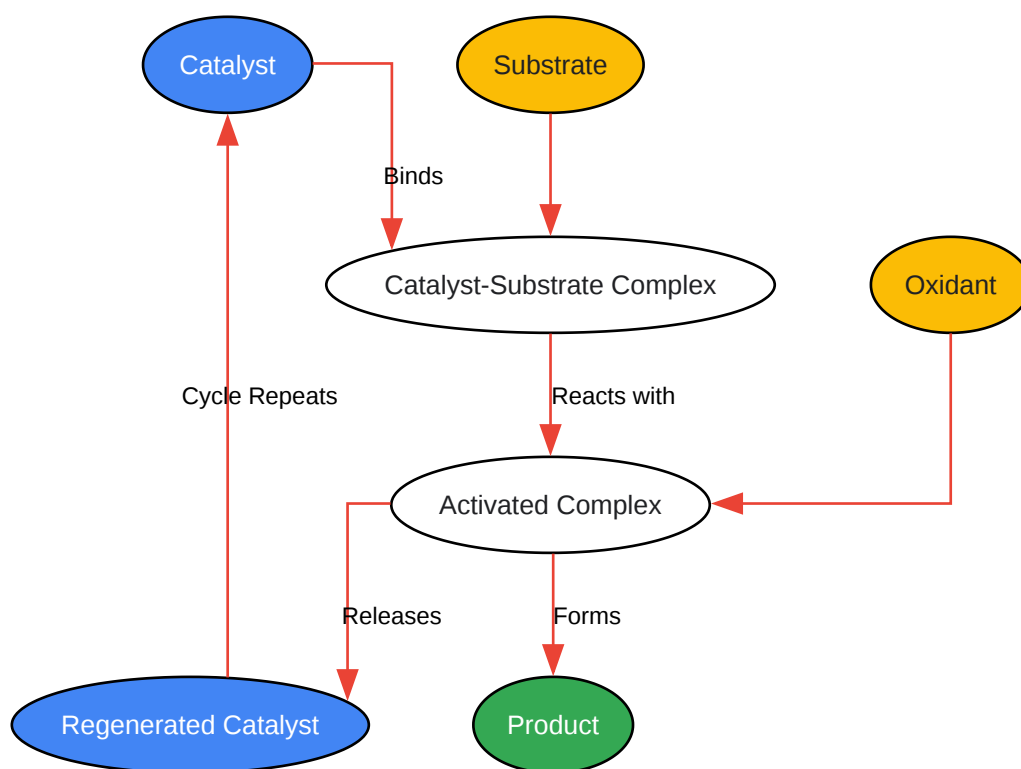 Catalyst
Substrate
Binds
Catalyst-Substrate Complex
Oxidant
Cycle Repeats
Reacts with
Activated Complex
Releases
Forms
Regenerated Catalyst
Product